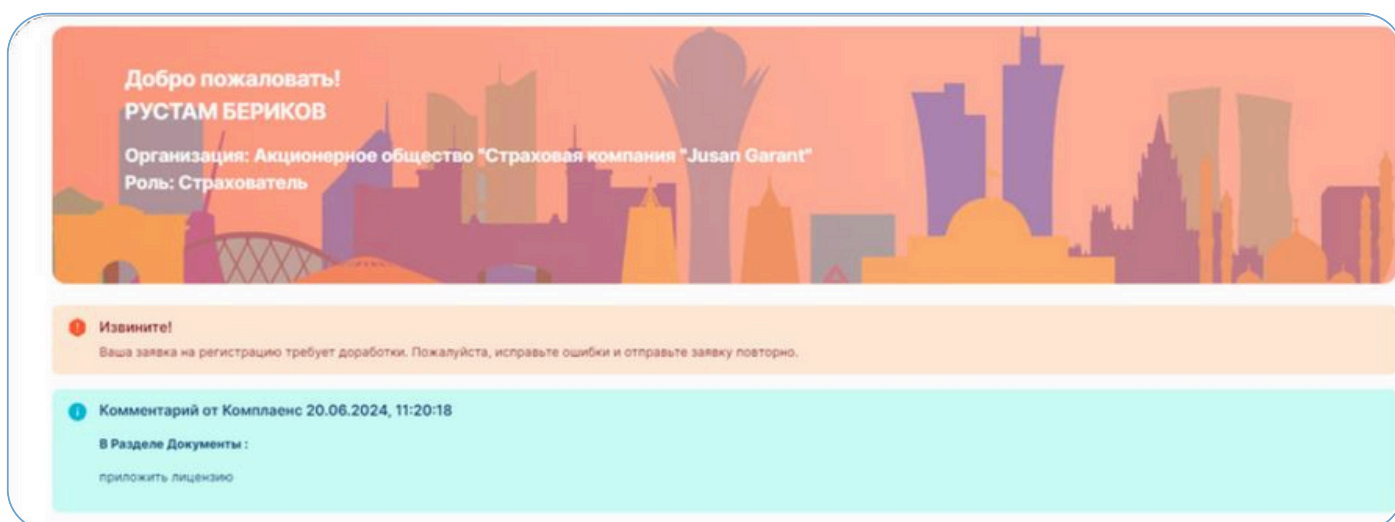 Добро пожаловать!
РУСТАМ БЕРИКОВ
Организация: Акционерное общество "Страховая компания "Jusan Garant"
Роль: Страхователь
Извините!
Ваша заявка на регистрацию требует доработки. Пожалуйста, исправьте ошибки и отправьте заявку повторно.
Комментарий от Комплаенс 20.06.2024, 11:20:18
В Разделе Документы :
приложить лицензию